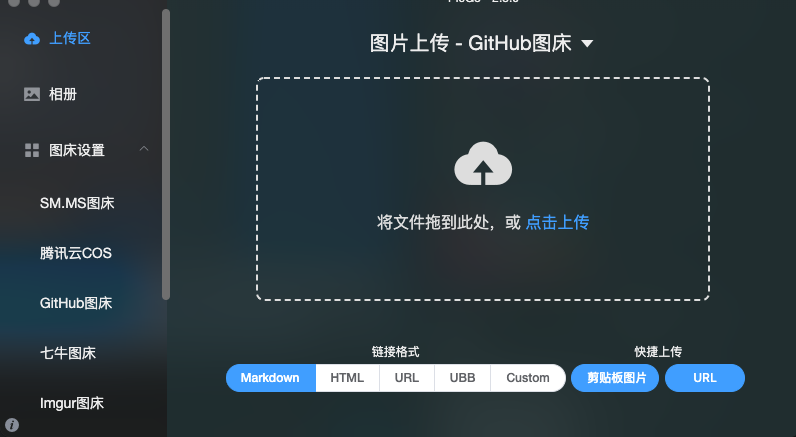 上传区
相册
图床设置
SM.MS图床
腾讯云COS
GitHub图床
七牛图床
Imgur图床
图片上传 - GitHub图床
将文件拖到此处，或 点击上传
链接格式
Markdown HTML URL UBB Custom
快捷上传
剪贴板图片 URL